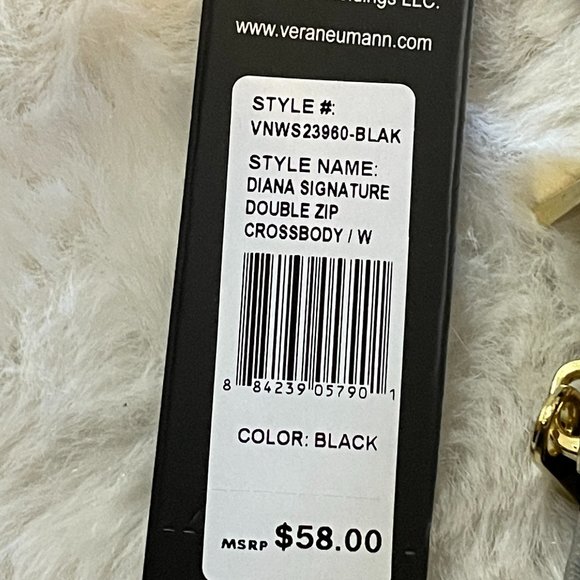 LLC.
www.veraneumann.com
STYLE #:
VNWS23960-BLAK
STYLE NAME:
DIANA SIGNATURE
DOUBLE ZIP
CROSSBODY / W
8 84239 05790 1
COLOR: BLACK
MSRP $58.00